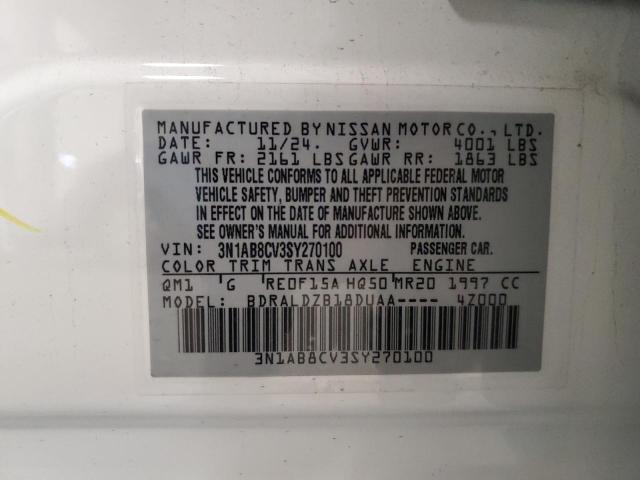 MANUFACTURED BY NISSAN MOTOR CO., LTD.
DATE: 11/24. GVWR: 4001 LBS
GAWR FR: 2161 LBS GAWR RR: 1863 LBS
THIS VEHICLE CONFORMS TO ALL APPLICABLE FEDERAL MOTOR
VEHICLE SAFETY, BUMPER AND THEFT PREVENTION STANDARDS
IN EFFECT ON THE DATE OF MANUFACTURE SHOWN ABOVE.
SEE OWNER'S MANUAL FOR ADDITIONAL INFORMATION.
VIN: 3N1AB8CV3SY270100 PASSENGER CAR.
COLOR TRIM TRANS AXLE ENGINE
QM1 G RE0F15A HQ50 MR20 1997 CC
MODEL: BDRALDZB18DUAA---- 4Z000
3N1AB8CV3SY270100